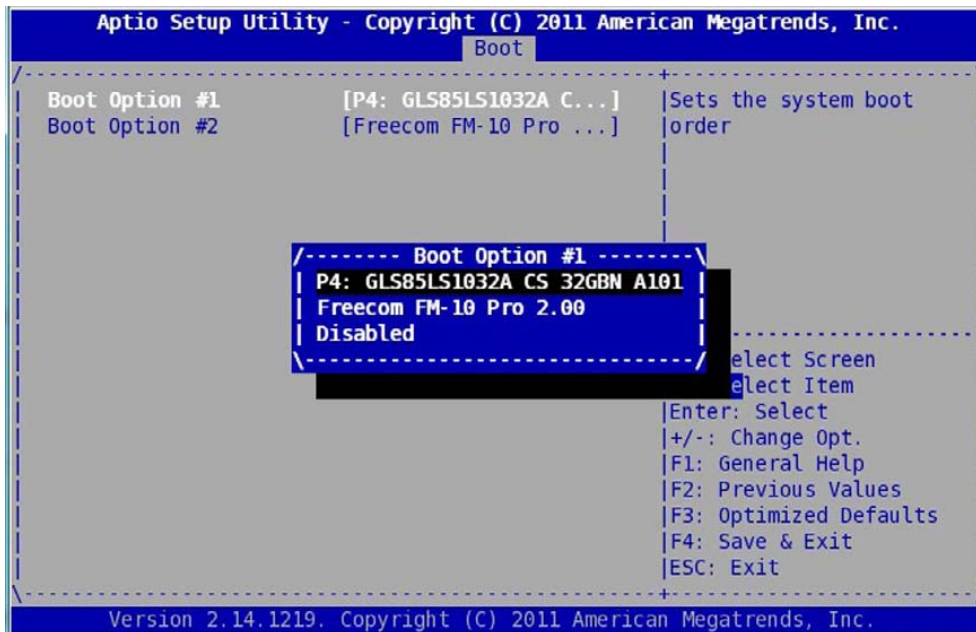 Aptio Setup Utility - Copyright (C) 2011 American Megatrends, Inc.
Boot
Boot Option #1 [P4: GLS85LS1032A C...]
Boot Option #2 [Freecom FM-10 Pro ...]
Sets the system boot
order
Boot Option #1
P4: GLS85LS1032A CS 32GBN A101
Freecom FM-10 Pro 2.00
Disabled
elect Screen
elect Item
Enter: Select
+/-: Change Opt.
F1: General Help
F2: Previous Values
F3: Optimized Defaults
F4: Save & Exit
ESC: Exit
Version 2.14.1219. Copyright (C) 2011 American Megatrends, Inc.